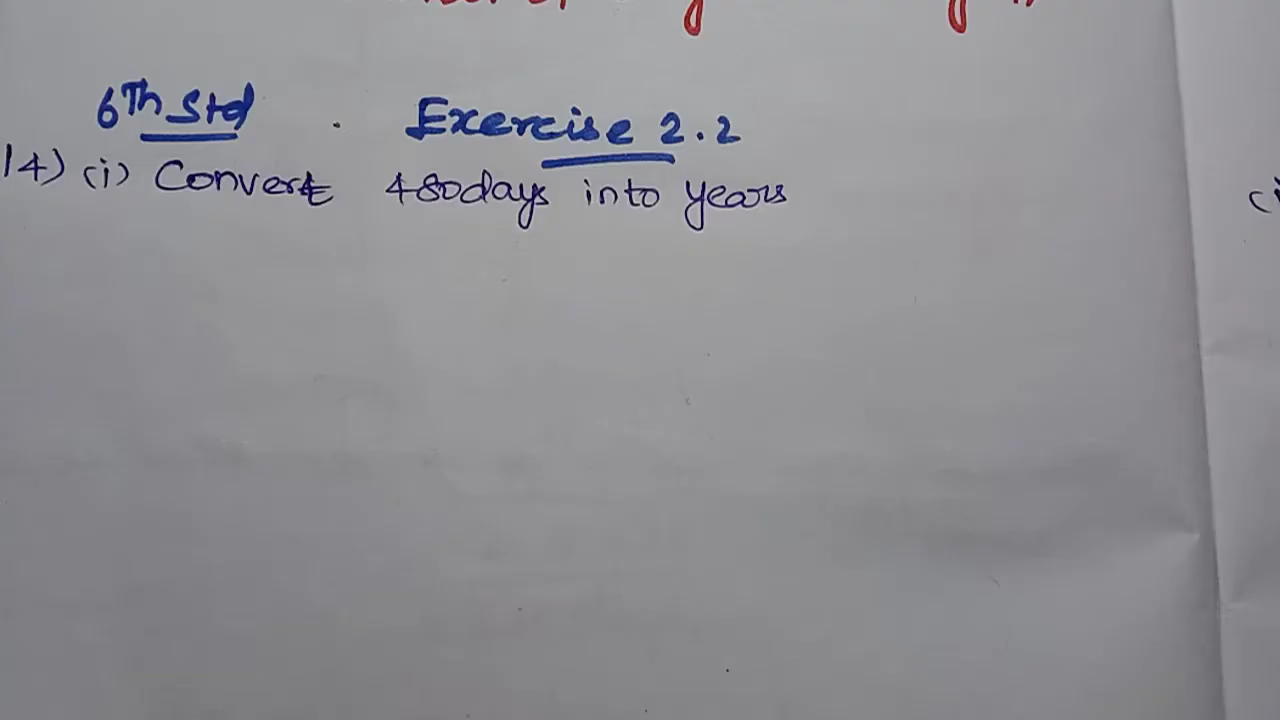 6Th Std . Exercise 2.2
14) (i) Convert 480days into years